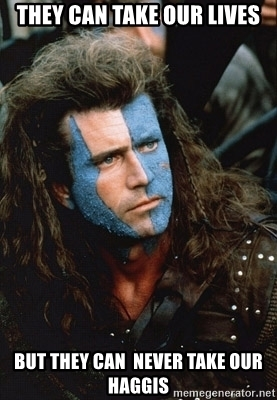 THEY CAN TAKE OUR LIVES
BUT THEY CAN NEVER TAKE OUR
HAGGIS
memegenerator.net